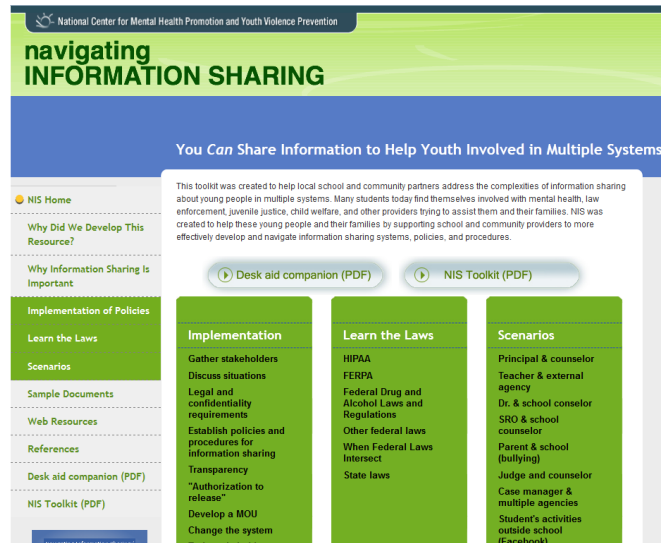 National Center for Mental Health Promotion and Youth Violence Prevention
navigating
INFORMATION SHARING
You Can Share Information to Help Youth Involved in Multiple Systems
NIS Home
Why Did We Develop This
Resource?
Why Information Sharing Is
Important
Implementation of Policies
Learn the Laws
Scenarios
Sample Documents
Web Resources
References
Desk aid companion (PDF)
NIS Toolkit (PDF)
This toolkit was created to help local school and community partners address the complexities of information sharing
about young people in multiple systems. Many students today find themselves involved with mental health, law
enforcement, juvenile justice, child welfare, and other providers trying to assist them and their families. NIS was
created to help these young people and their families by supporting school and community providers to more
effectively develop and navigate information sharing systems, policies, and procedures.
Desk aid companion (PDF)
NIS Toolkit (PDF)
Implementation
Gather stakeholders
Discuss situations
Legal and
confidentiality
requirements
Establish policies and
procedures for
information sharing
Transparency
"Authorization to
release"
Develop a MOU
Change the system
Learn the Laws
HIPAA
FERPA
Federal Drug and
Alcohol Laws and
Regulations
Other federal laws
When Federal Laws
Intersect
State laws
Scenarios
Principal & counselor
Teacher & external
agency
Dr. & school conselor
SRO & school
counselor
Parent & school
(bullying)
Judge and counselor
Case manager &
multiple agencies
Student's activities
outside school
(Facebook)